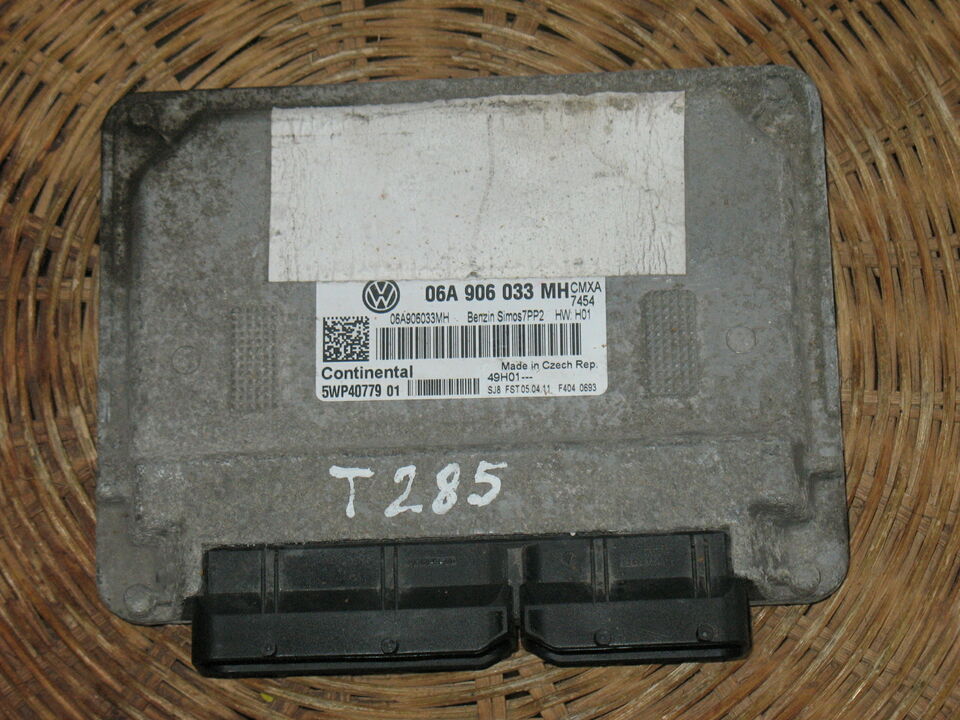 06A 906 033 MH CMXA
7454
06A906033MH Benzin Simos7PP2 HW: H01
Made in Czech Rep.
Continental
49H01---
5WP40779 01
SJ8 FST 05.04.11 F404 0693
T285